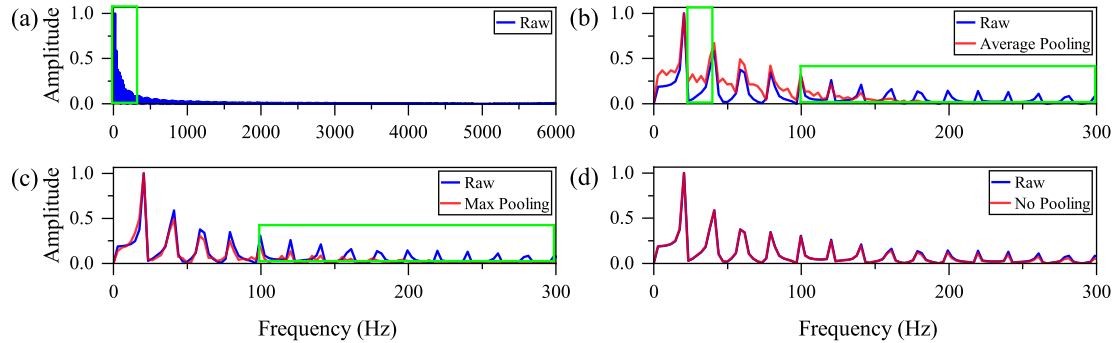 (a)
Amplitude
1.0
0.5
0.0
Raw
0
1000
2000
3000
4000
5000
6000
(b)
1.0
0.5
0.0
Raw
Average Pooling
0
100
200
300
(c)
Amplitude
1.0
0.5
0.0
Raw
Max Pooling
0
100
200
300
Frequency (Hz)
(d)
1.0
0.5
0.0
Raw
No Pooling
0
100
200
300
Frequency (Hz)